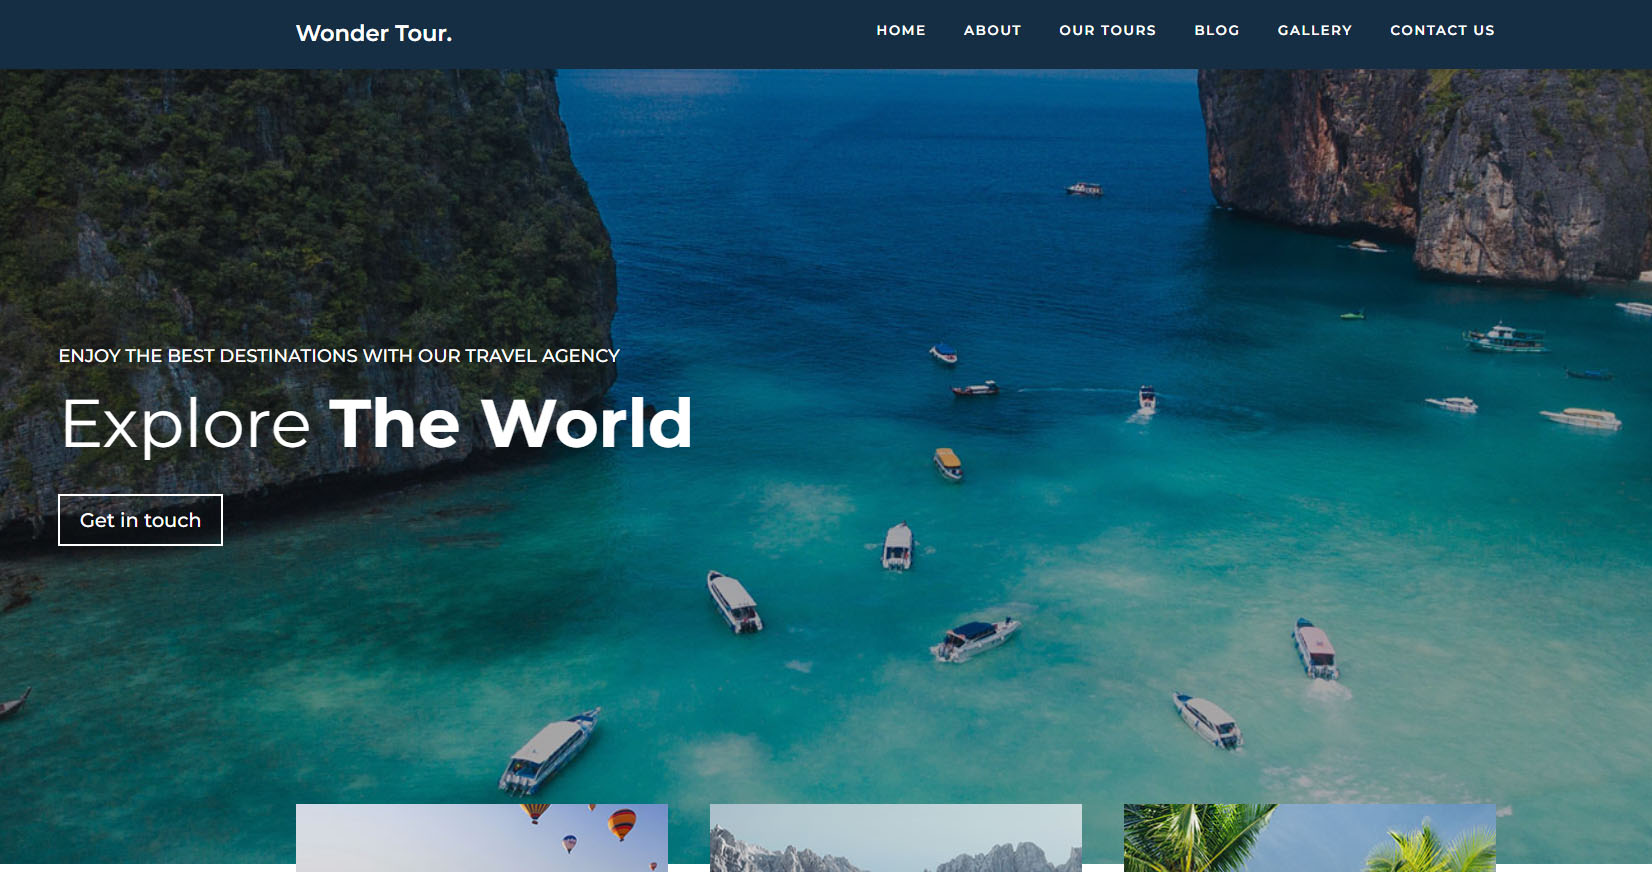 Wonder Tour.
HOME ABOUT OUR TOURS BLOG GALLERY CONTACT US
ENJOY THE BEST DESTINATIONS WITH OUR TRAVEL AGENCY
Explore The World
Get in touch